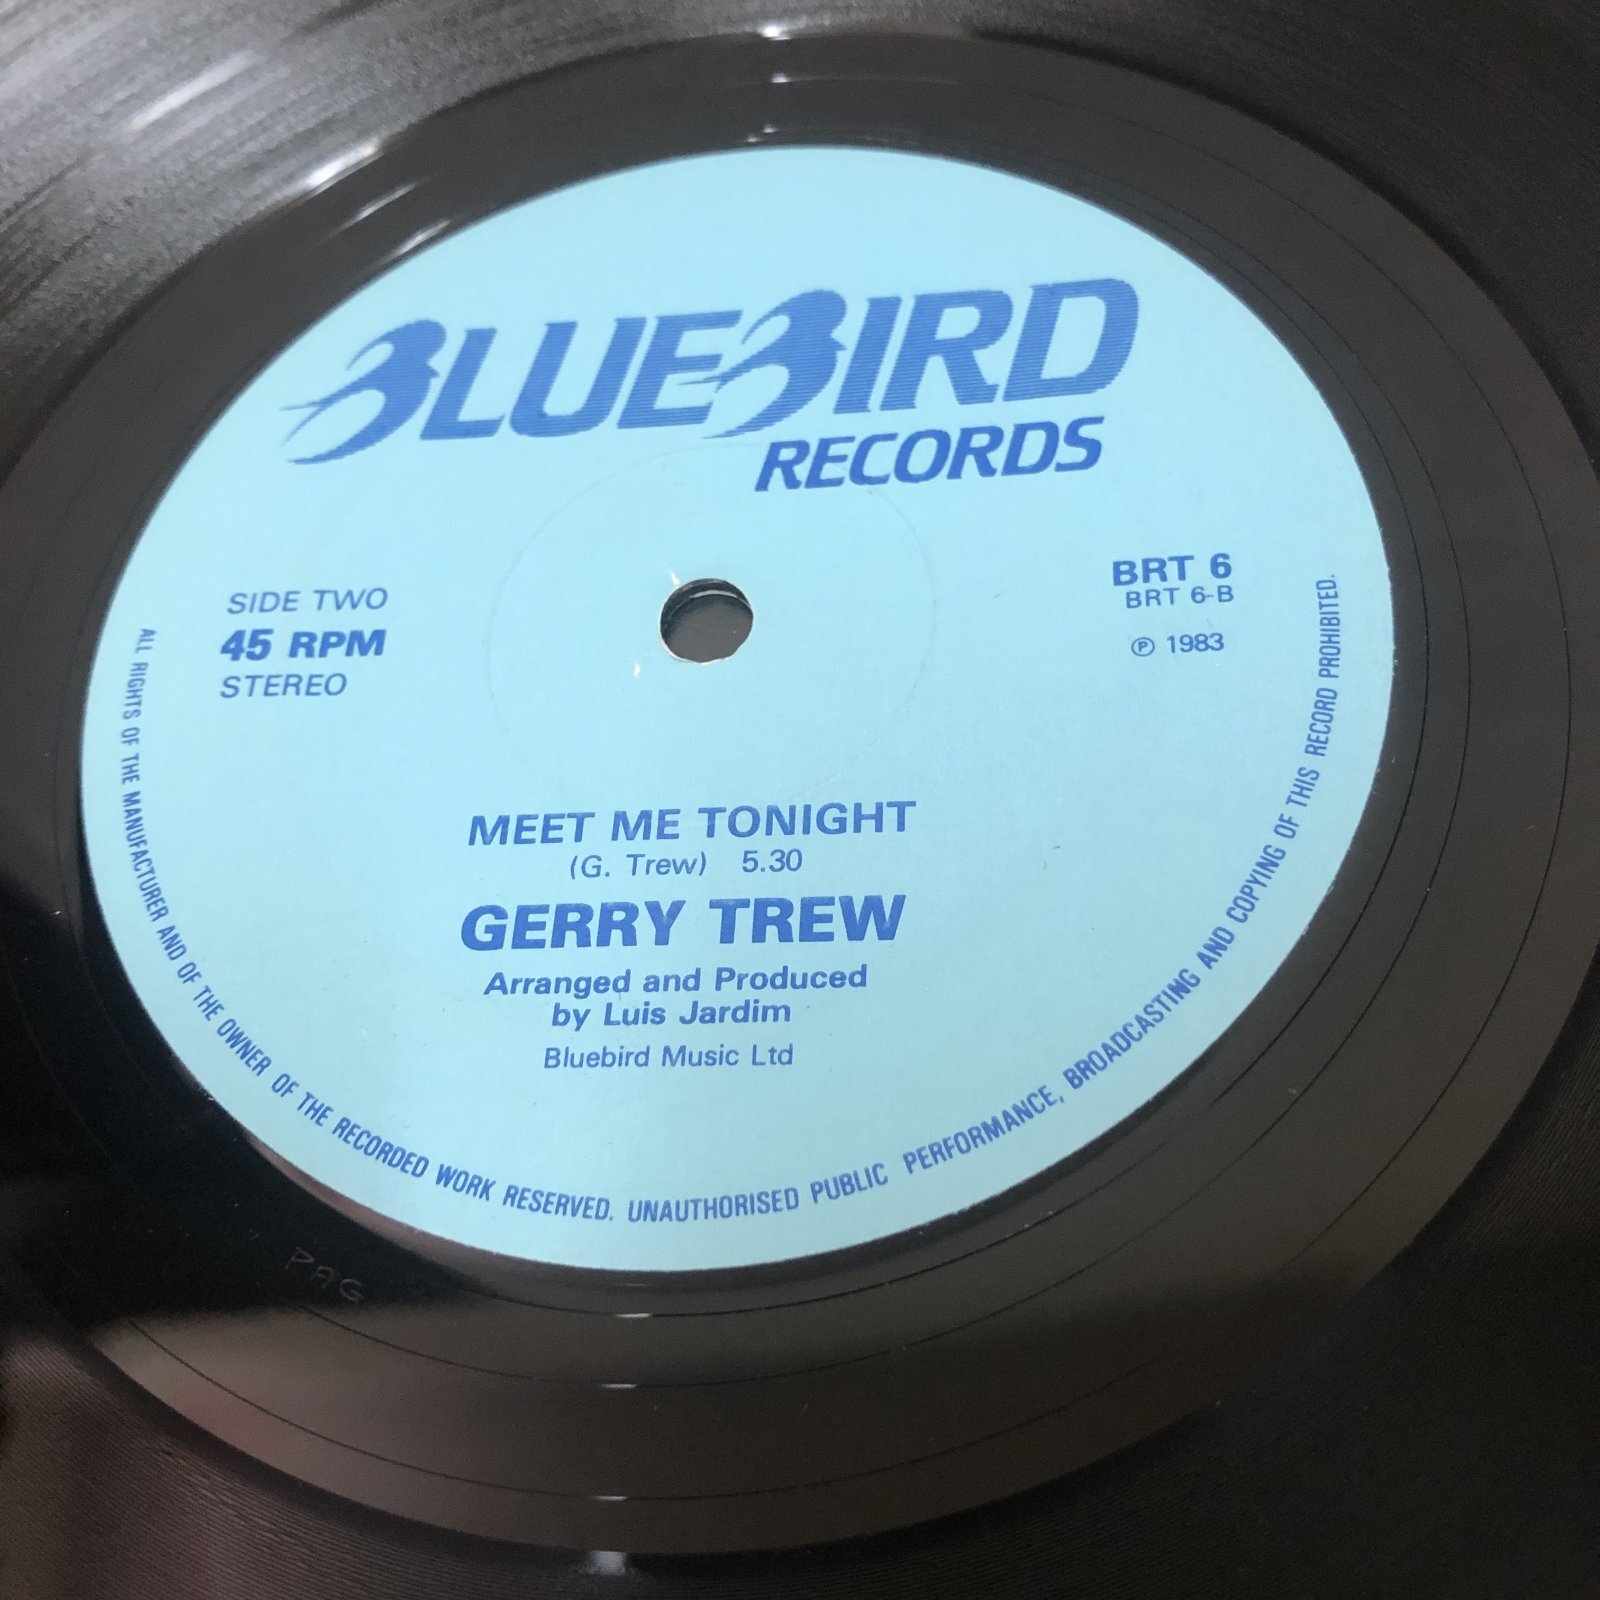 BLUEBIRD
RECORDS
SIDE TWO
45 RPM
STEREO
BRT 6
BRT 6-B
℗ 1983
MEET ME TONIGHT
(G. Trew) 5.30
GERRY TREW
Arranged and Produced
by Luis Jardim
Bluebird Music Ltd
ALL RIGHTS OF THE MANUFACTURER AND OF THE OWNER OF THE RECORDED WORK RESERVED. UNAUTHORISED PUBLIC PERFORMANCE, BROADCASTING AND COPYING OF THIS RECORD PROHIBITED.
PAG